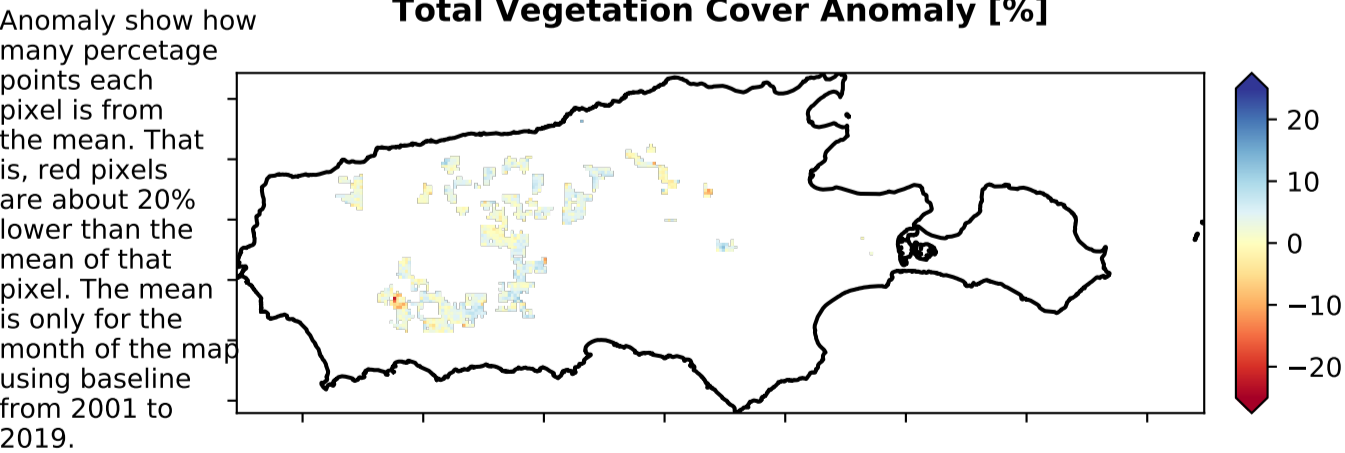 Total Vegetation Cover Anomaly [%]
Anomaly show how
many percetage
points each
pixel is from
the mean. That
is, red pixels
are about 20%
lower than the
mean of that
pixel. The mean
is only for the
month of the map
using baseline
from 2001 to
2019.
20
10
0
−10
−20